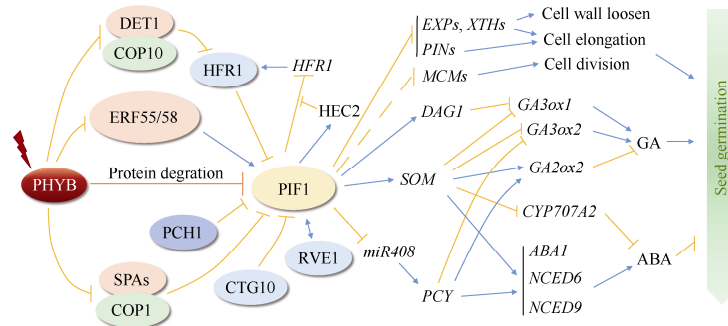 DET1
COP10
HFR1
HFR1
ERF55/58
HEC2
PHYB
Protein degration
PIF1
PCH1
RVE1
SPAs
COP1
CTG10
EXPs, XTHs
PINs
MCMs
DAG1
SOM
miR408
PCY
Cell wall loosen
Cell elongation
Cell division
GA3ox1
GA3ox2
GA2ox2
CYP707A2
ABA1
NCED6
NCED9
GA
ABA
Seed germination